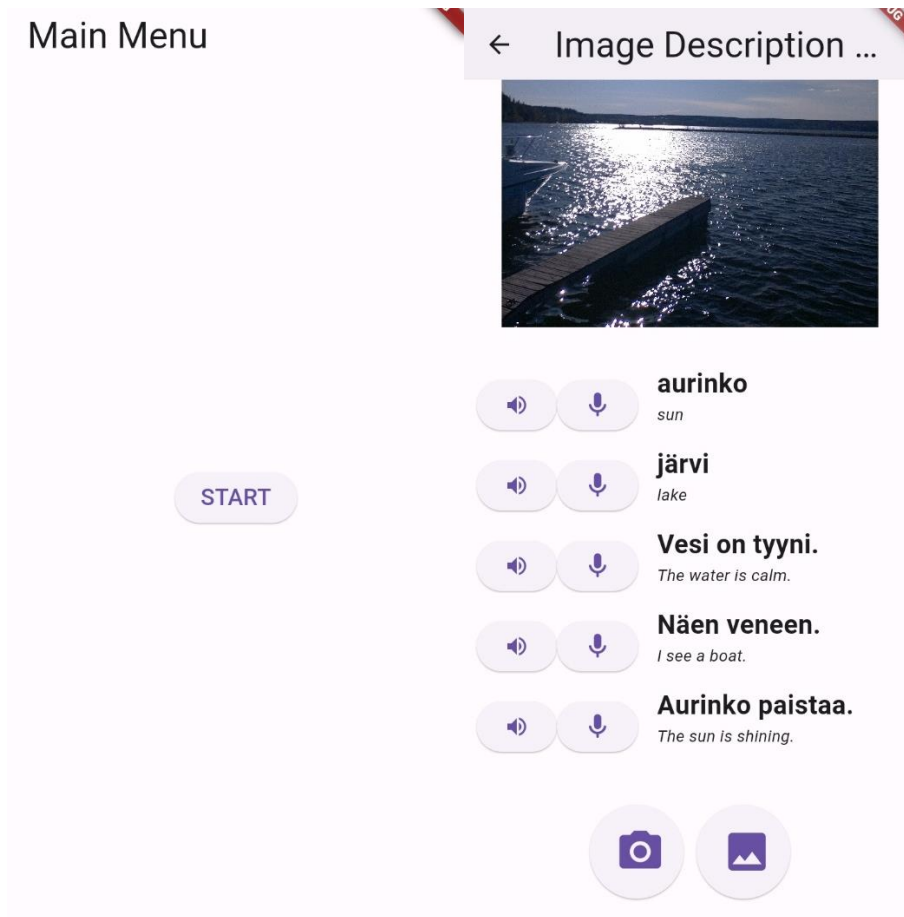 Main Menu
START
Image Description ...
aurinko
sun
järvi
lake
Vesi on tyyni.
The water is calm.
Näen veneen.
I see a boat.
Aurinko paistaa.
The sun is shining.